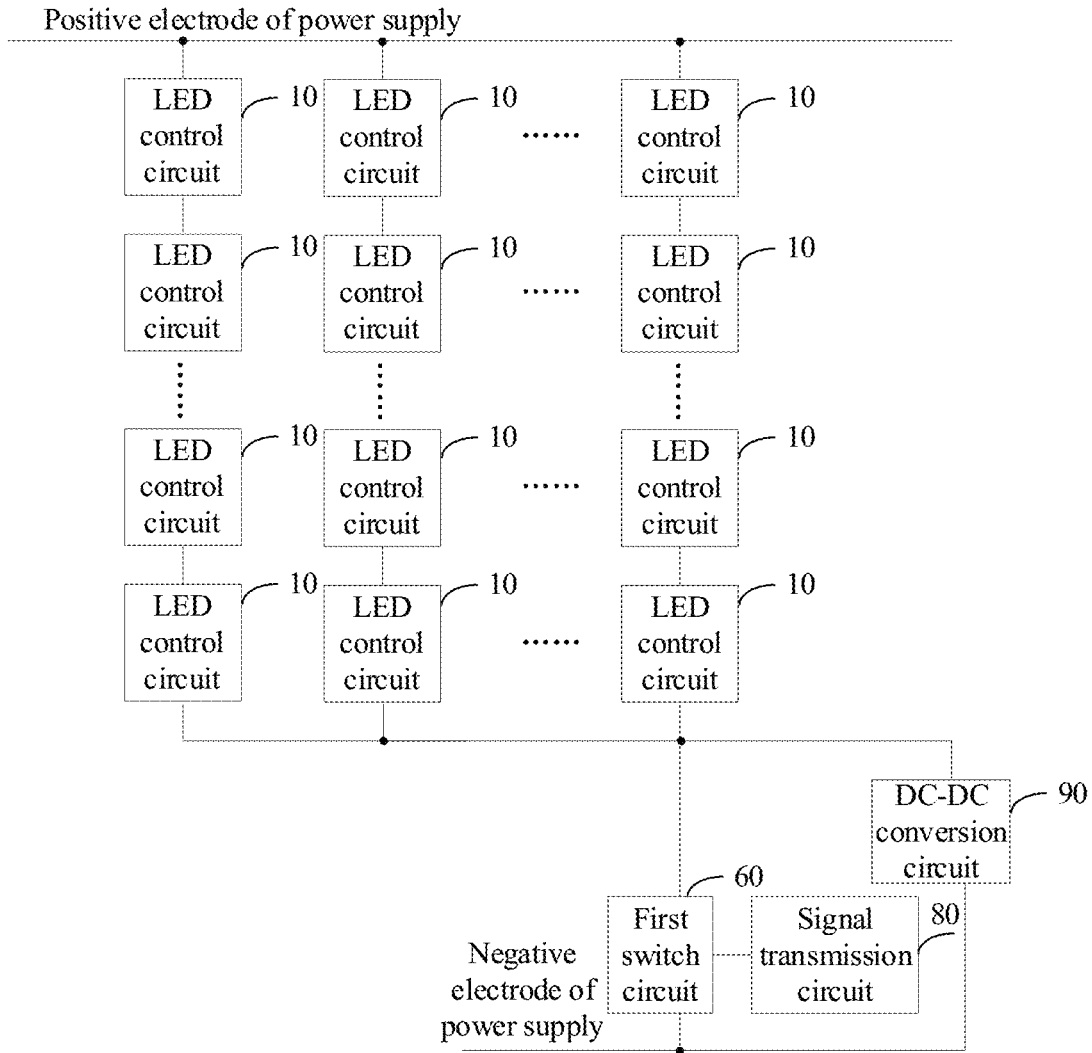 Positive electrode of power supply
LED control circuit 10
LED control circuit 10
......
LED control circuit 10
LED control circuit 10
LED control circuit 10
......
LED control circuit 10
LED control circuit 10
LED control circuit 10
......
LED control circuit 10
LED control circuit 10
LED control circuit 10
......
LED control circuit 10
DC-DC
conversion
circuit
90
60
First
switch
circuit
Signal
transmission
circuit
80
Negative
electrode of
power supply